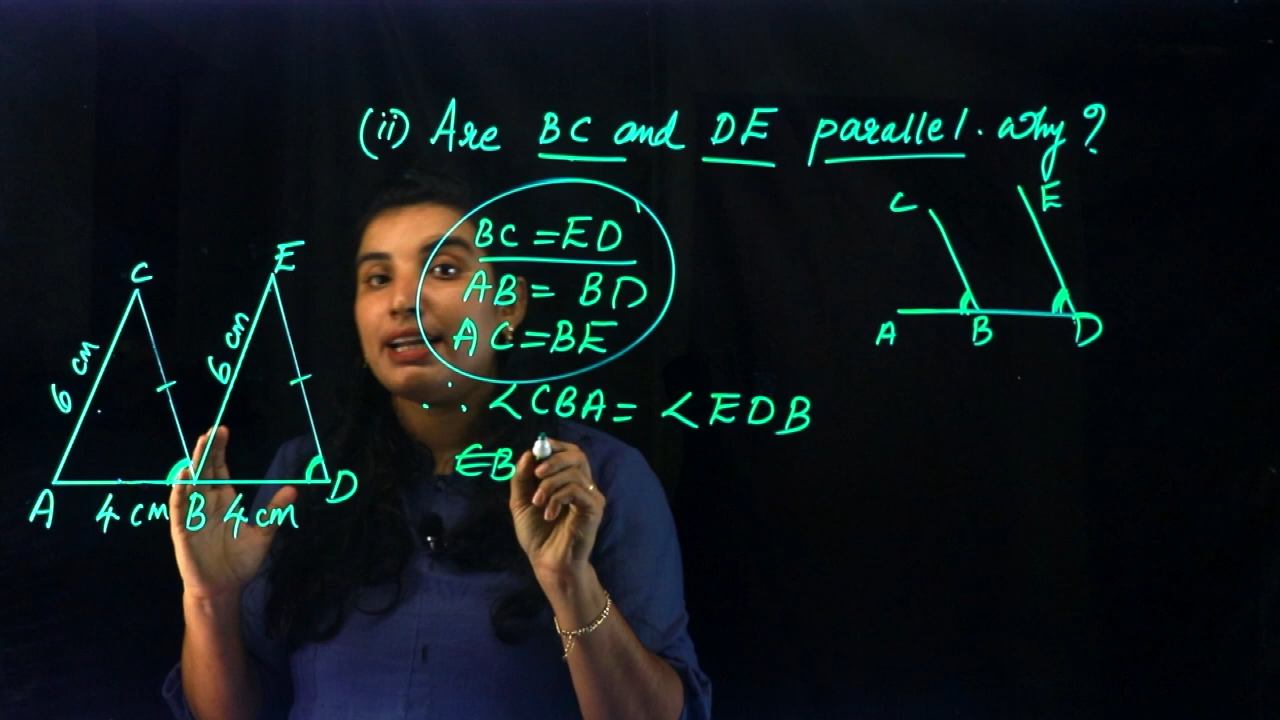 (ii) Are BC and DE parallel. why?
BC = ED
AB = BD
AC = BE
∴ <CBA = <EDB
EB
C
E
6 cm
6 cm
A 4 cm B 4 cm D
C E
A B D